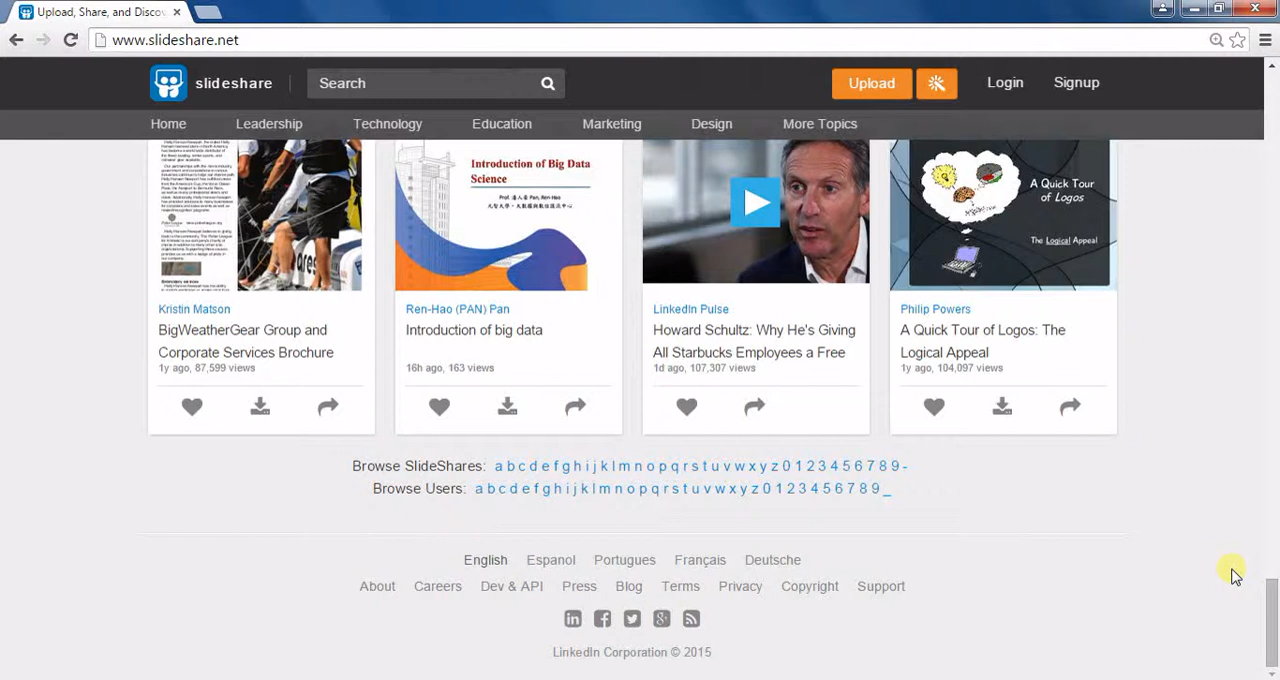 Upload, Share, and Disco
www.slideshare.net
slideshare
Search
Upload
Login
Signup
Home
Leadership
Technology
Education
Marketing
Design
More Topics
Introduction of Big Data
Science
A Quick Tour
of Logos
The Logical Appeal
Kristin Matson
BigWeatherGear Group and
Corporate Services Brochure
1y ago, 87,599 views
Ren-Hao (PAN) Pan
Introduction of big data
16h ago, 163 views
LinkedIn Pulse
Howard Schultz: Why He's Giving
All Starbucks Employees a Free
1d ago, 107,307 views
Philip Powers
A Quick Tour of Logos: The
Logical Appeal
1y ago, 104,097 views
Browse SlideShares: a b c d e f g h i j k l m n o p q r s t u v w x y z 0 1 2 3 4 5 6 7 8 9 -
Browse Users: a b c d e f g h i j k l m n o p q r s t u v w x y z 0 1 2 3 4 5 6 7 8 9 _
English Espanol Portugues Français Deutsche
About Careers Dev & API Press Blog Terms Privacy Copyright Support
LinkedIn Corporation © 2015